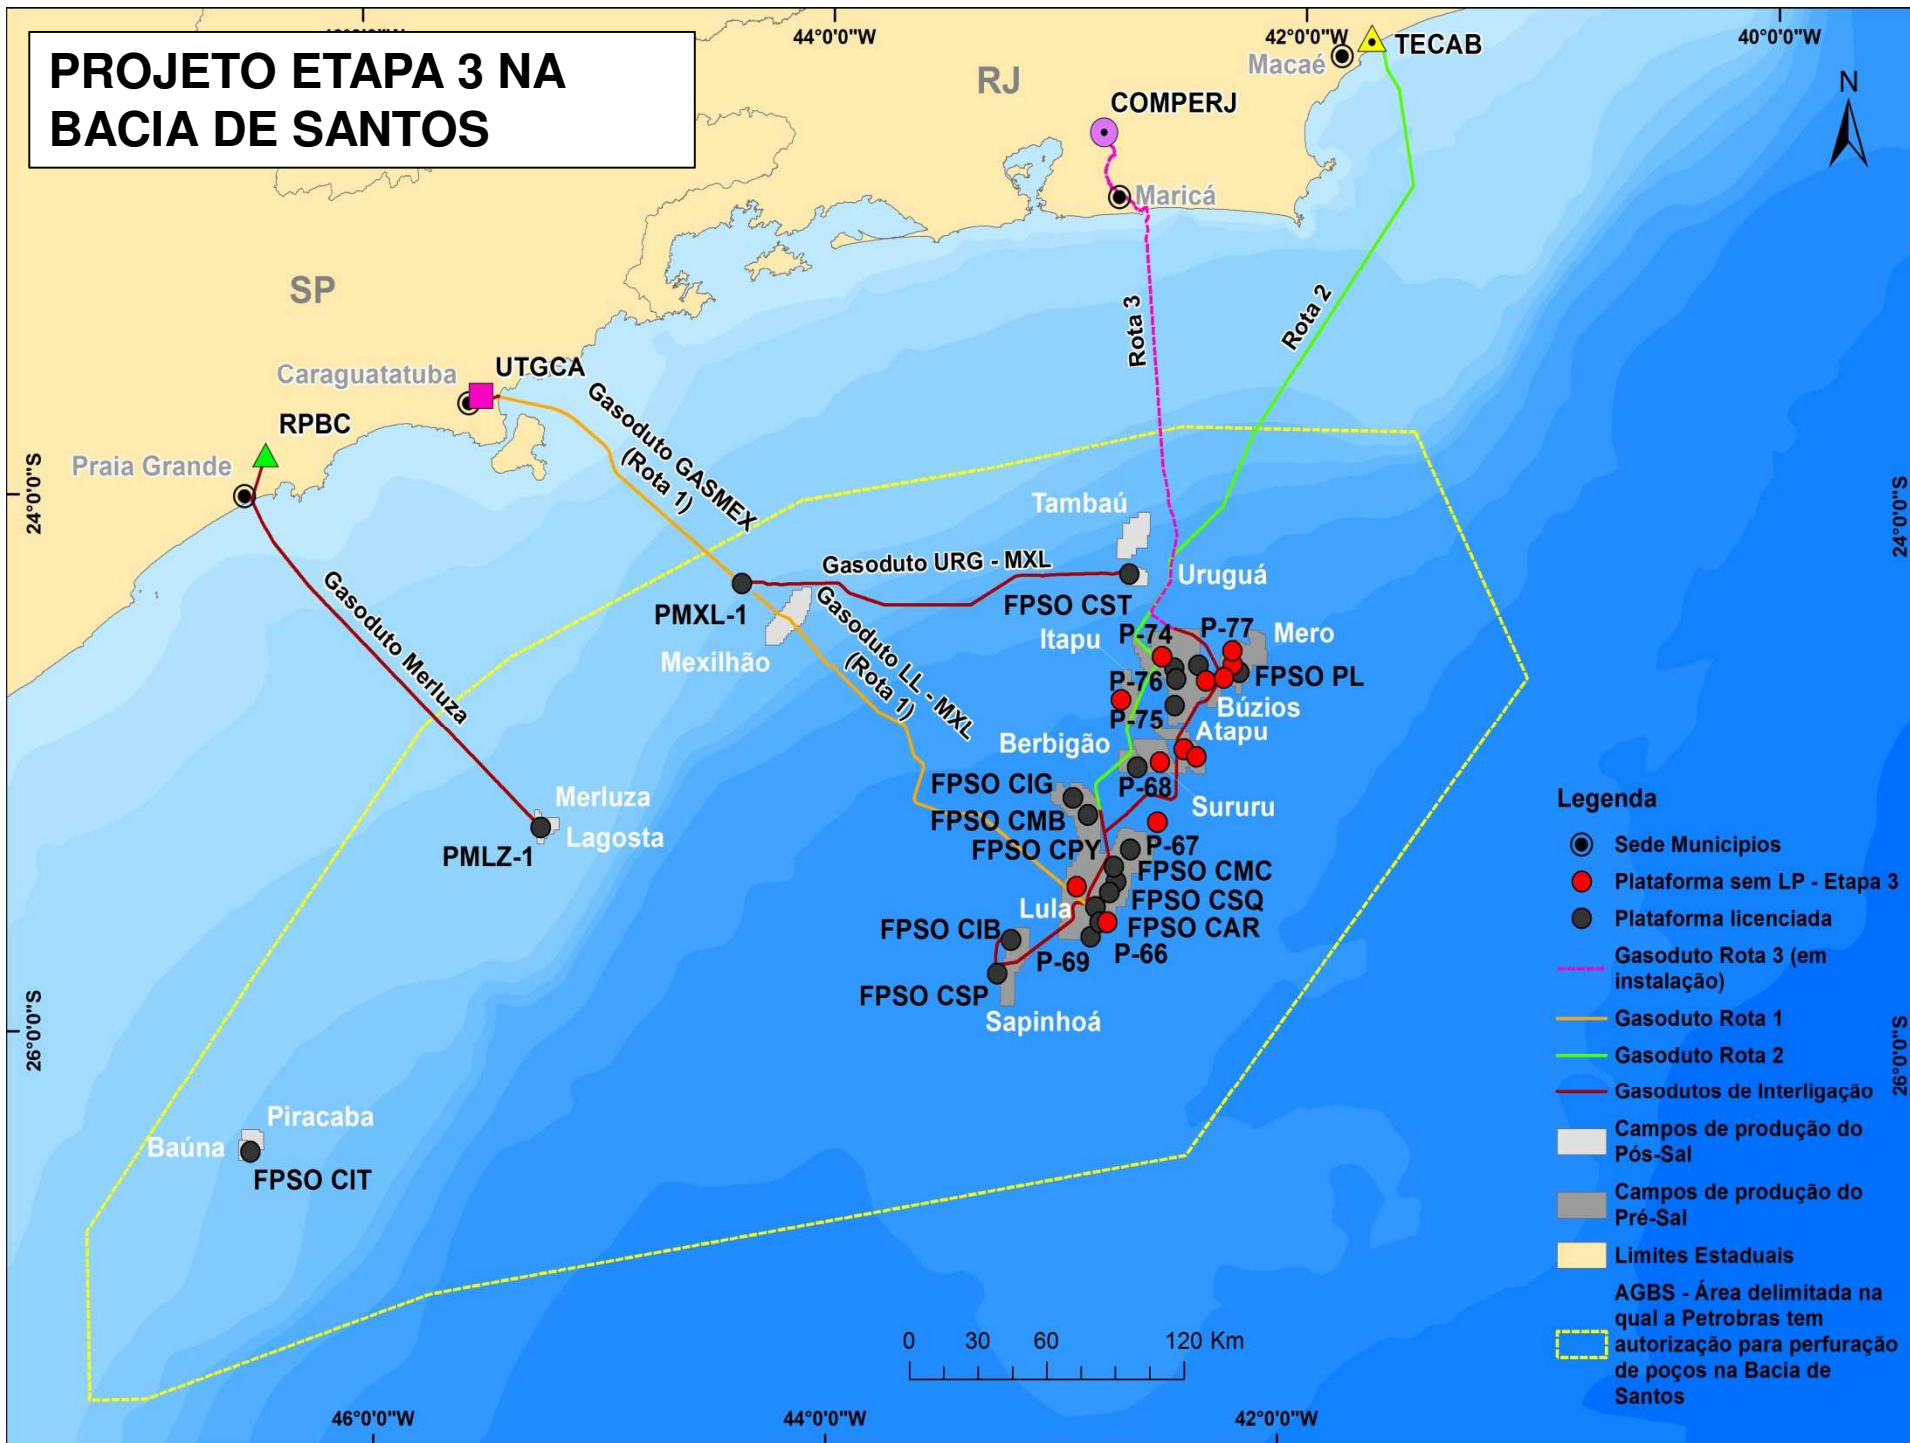 44°0'0"W
42°0'0"W
40°0'0"W
PROJETO ETAPA 3 NA
BACIA DE SANTOS
TECAB
Macaé
RJ
N
COMPERJ
Maricá
SP
Rota 3
Rota 2
Caraguatatuba
UTGCA
Gasoduto GASMEX
(Rota 1)
RPBC
Praia Grande
24°0'0"S
24°0'0"S
Tambaú
Gasoduto URG - MXL
Uruguá
FPSO CST
PMXL-1
Gasoduto LL - MXL
(Rota 1)
Gasoduto Merluza
Mexilhão
Itapu
P-74
P-77
Mero
FPSO PL
P-76
Búzios
P-75
Atapu
Berbigão
FPSO CIG
P-68
Sururu
Merluza
Lagosta
PMLZ-1
FPSO CMB
FPSO CPY
P-67
FPSO CMC
FPSO CSQ
Lula
FPSO CAR
FPSO CIB
P-66
P-69
FPSO CSP
Sapinhoá
26°0'0"S
26°0'0"S
Piracaba
Baúna
FPSO CIT
Legenda
Sede Municipios
Plataforma sem LP - Etapa 3
Plataforma licenciada
Gasoduto Rota 3 (em
instalação)
Gasoduto Rota 1
Gasoduto Rota 2
Gasodutos de Interligação
Campos de produção do
Pós-Sal
Campos de produção do
Pré-Sal
Limites Estaduais
AGBS - Área delimitada na
qual a Petrobras tem
autorização para perfuração
de poços na Bacia de
Santos
0 30 60 120 Km
46°0'0"W
44°0'0"W
42°0'0"W